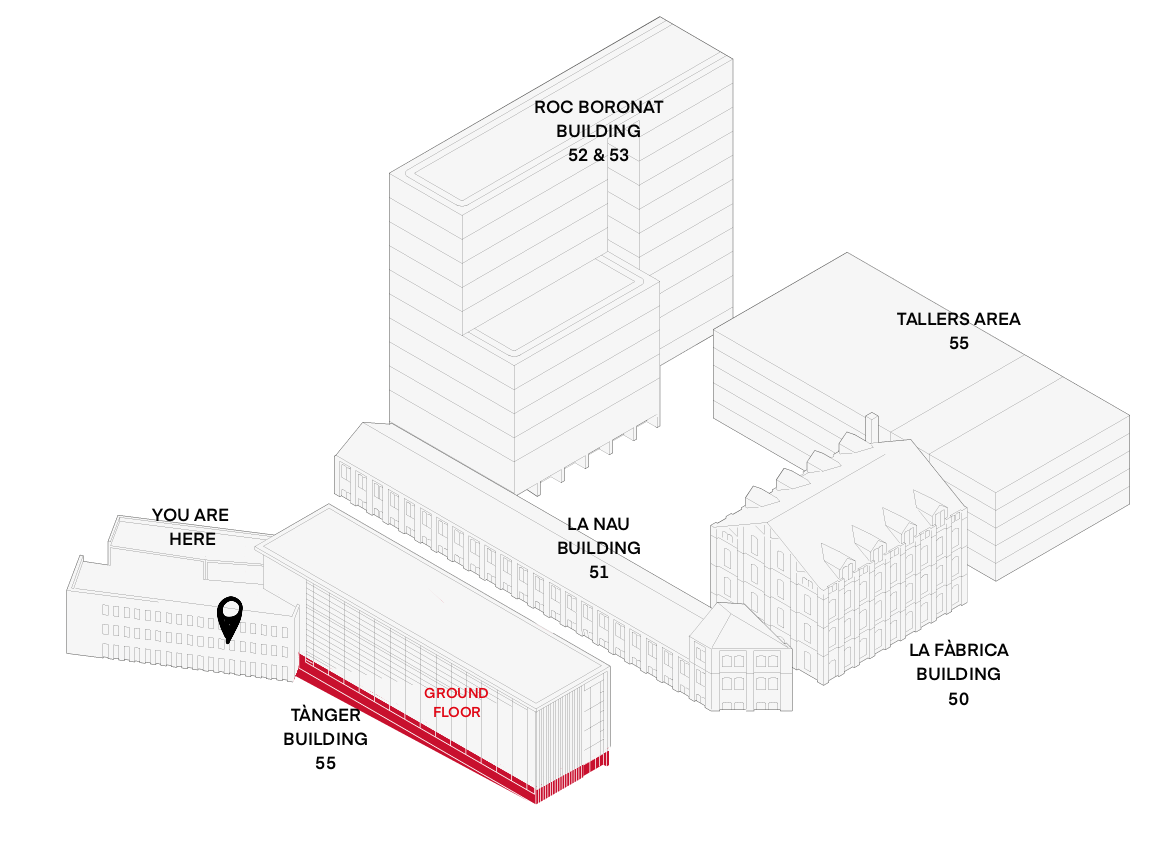 ROC BORONAT
BUILDING
52 & 53
TALLERS AREA
55
YOU ARE
HERE
LA NAU
BUILDING
51
LA FÀBRICA
BUILDING
50
GROUND
FLOOR
TÀNGER
BUILDING
55